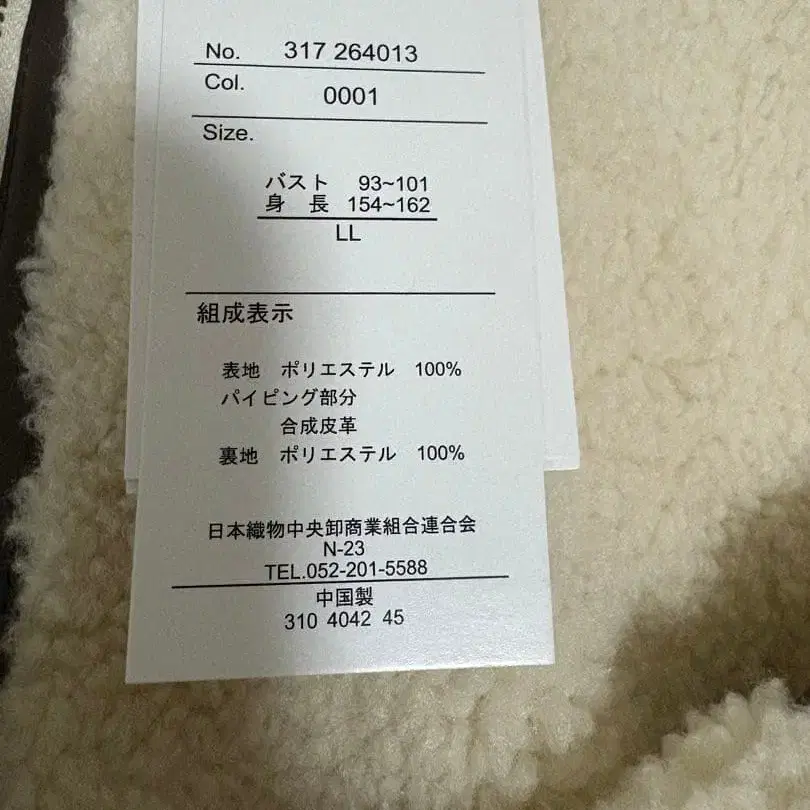 No. 317 264013
Col. 0001
Size.
バスト 93~101
身 長 154~162
LL
組成表示
表地 ポリエステル 100%
パイピング部分
合成皮革
裏地 ポリエステル 100%
日本織物中央卸商業組合連合会
N-23
TEL.052-201-5588
中国製
310 4042 45